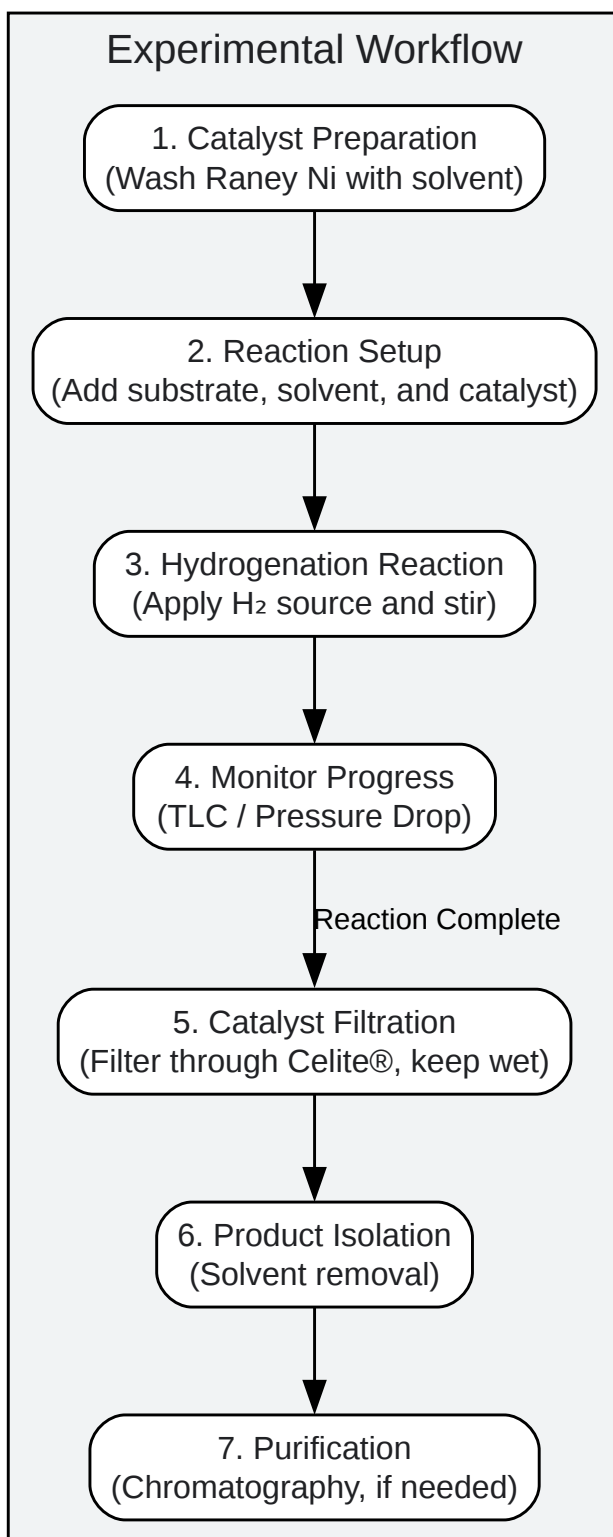 Experimental Workflow
1. Catalyst Preparation
(Wash Raney Ni with solvent)
2. Reaction Setup
(Add substrate, solvent, and catalyst)
3. Hydrogenation Reaction
(Apply H₂ source and stir)
4. Monitor Progress
(TLC / Pressure Drop)
Reaction Complete
5. Catalyst Filtration
(Filter through Celite®, keep wet)
6. Product Isolation
(Solvent removal)
7. Purification
(Chromatography, if needed)